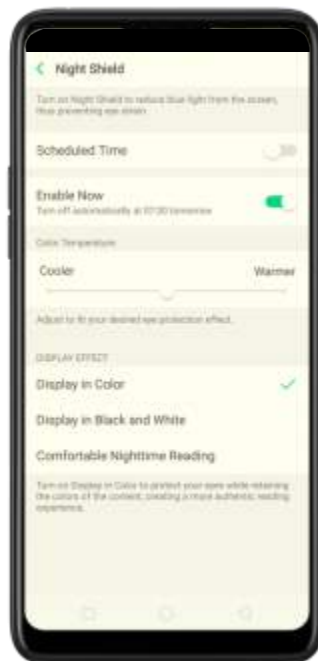 Night Shield
Turn on Night Shield to reduce blue light from the screen,
thus preventing eye strain.
Scheduled Time
Enable Now
Turn off automatically at 07:00 tomorrow
Color Temperature
Cooler Warmer
Adjust to fit your desired eye protection effect.
DISPLAY EFFECT
Display in Color
Display in Black and White
Comfortable Nighttime Reading
Turn on Display in Color to protect your eyes while retaining
the colors of the content, creating a more authentic reading
experience.